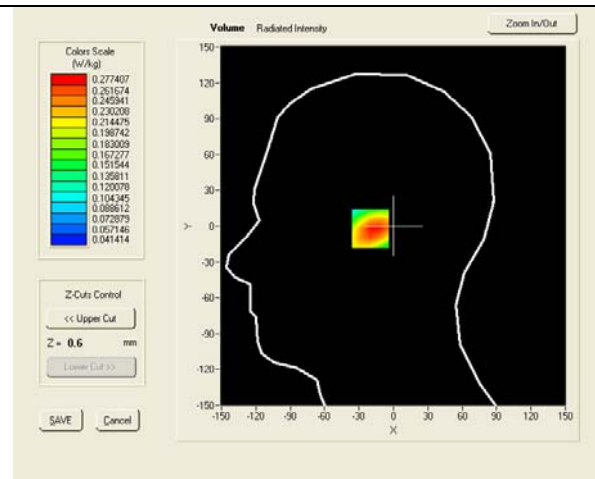 Volume Radiated Intensity
Zoom In/Out
Colors Scale
(W/kg)
0.277407
0.261674
0.245941
0.230208
0.214475
0.198742
0.183009
0.167277
0.151544
0.135811
0.120078
0.104345
0.088612
0.072879
0.057146
0.041414
Z-Cuts Control
<< Upper Cut
Z = 0.6 mm
Lower Cut >>
SAVE Cancel
150
120
90
60
30
0
-30
-60
-90
-120
-150
Y
-150 -120 -90 -60 -30 0 30 60 90 120 150
X